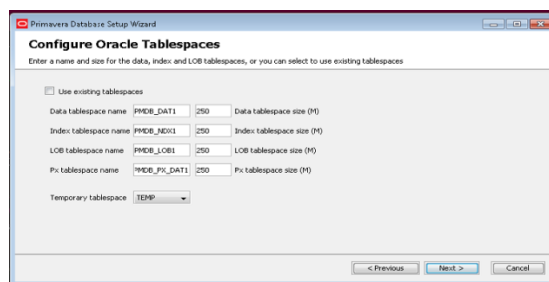 Primavera Database Setup Wizard
Configure Oracle Tablespaces
Enter a name and size for the data, index and LOB tablespaces, or you can select to use existing tablespaces
Use existing tablespaces
Data tablespace name PMDB_DAT1 250 Data tablespace size (M)
Index tablespace name PMDB_NDX1 250 Index tablespace size (M)
LOB tablespace name PMDB_LOB1 250 LOB tablespace size (M)
Px tablespace name MDB_PX_DAT1 250 Px tablespace size (M)
Temporary tablespace TEMP
< Previous Next > Cancel